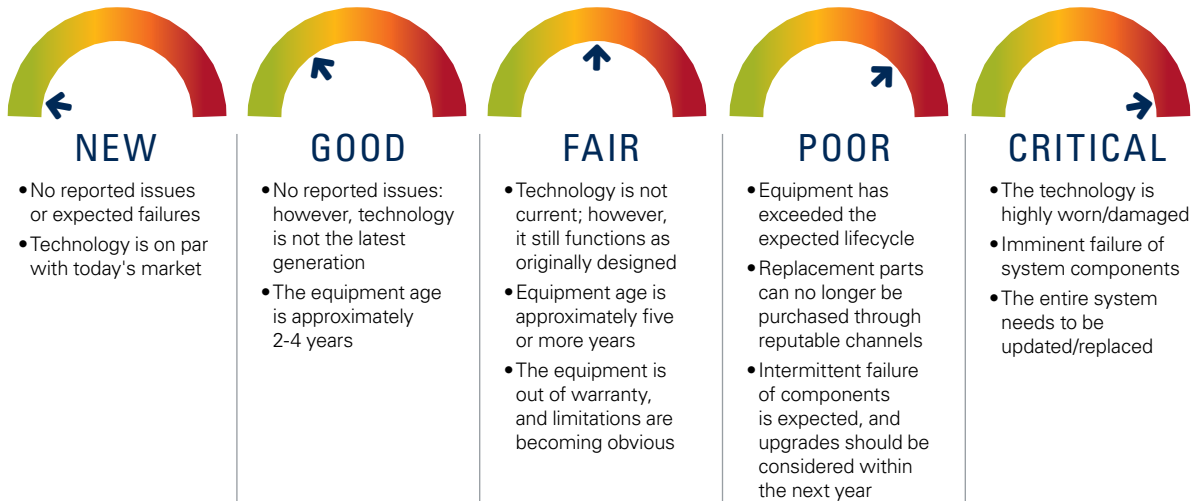 NEW
• No reported issues
or expected failures
• Technology is on par
with today's market
GOOD
• No reported issues:
however, technology
is not the latest
generation
• The equipment age
is approximately
2-4 years
FAIR
• Technology is not
current; however,
it still functions as
originally designed
• Equipment age is
approximately five
or more years
• The equipment is
out of warranty,
and limitations are
becoming obvious
POOR
• Equipment has
exceeded the
expected lifecycle
• Replacement parts
can no longer be
purchased through
reputable channels
• Intermittent failure
of components
is expected, and
upgrades should be
considered within
the next year
CRITICAL
• The technology is
highly worn/damaged
• Imminent failure of
system components
• The entire system
needs to be
updated/replaced